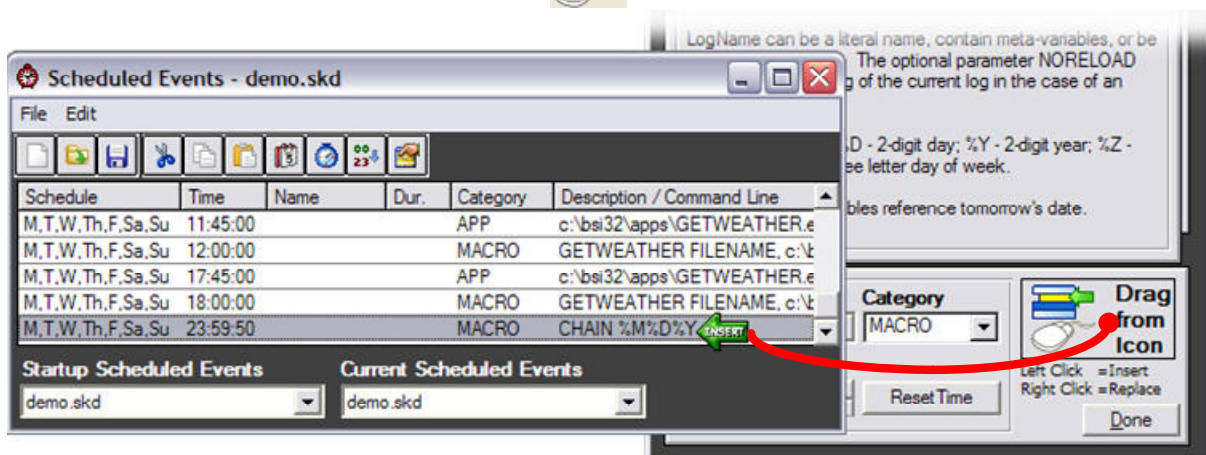 LogName can be a literal name, contain meta-variables, or be
The optional parameter NORELOAD
g of the current log in the case of an
D - 2-digit day; %Y - 2-digit year; %Z -
ee letter day of week.
bles reference tomorrow's date.
Scheduled Events - demo.skd
File Edit
Schedule Time Name Dur. Category Description / Command Line
M,T,W,Th,F,Sa,Su 11:45:00 APP c:\bsi32\apps\GETWEATHER.e
M,T,W,Th,F,Sa,Su 12:00:00 MACRO GETWEATHER FILENAME, c:\b
M,T,W,Th,F,Sa,Su 17:45:00 APP c:\bsi32\apps\GETWEATHER.e
M,T,W,Th,F,Sa,Su 18:00:00 MACRO GETWEATHER FILENAME, c:\b
M,T,W,Th,F,Sa,Su 23:59:50 MACRO CHAIN %M%D%Y INSERT
Startup Scheduled Events Current Scheduled Events
demo.skd demo.skd
Category
MACRO
Drag
from
Icon
Left Click =Insert
Right Click =Replace
Reset Time
Done